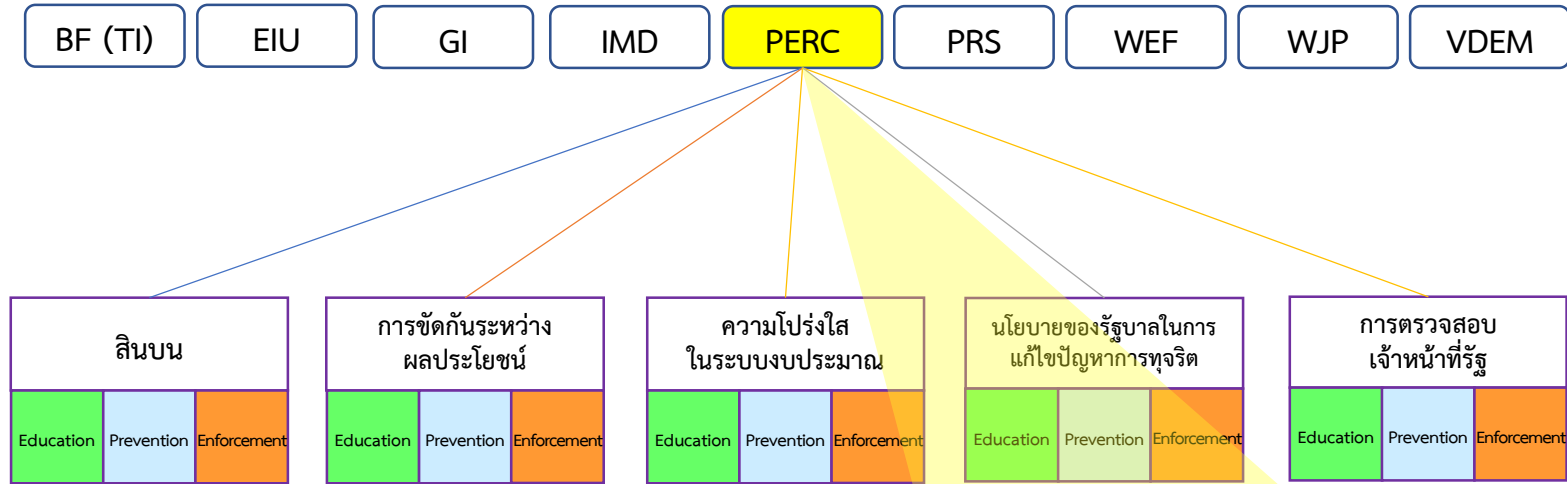 BF (TI) EIU GI IMD PERC PRS WEF WJP VDEM
สินบน
การขัดกันระหว่าง
ผลประโยชน์
ความโปร่งใส
ในระบบงบประมาณ
นโยบายของรัฐบาลในการ
แก้ไขปัญหาการทุจริต
การตรวจสอบ
เจ้าหน้าที่รัฐ
Education Prevention Enforcement
Education Prevention Enforcement
Education Prevention Enforcement
Education Prevention Enforcement
Education Prevention Enforcement